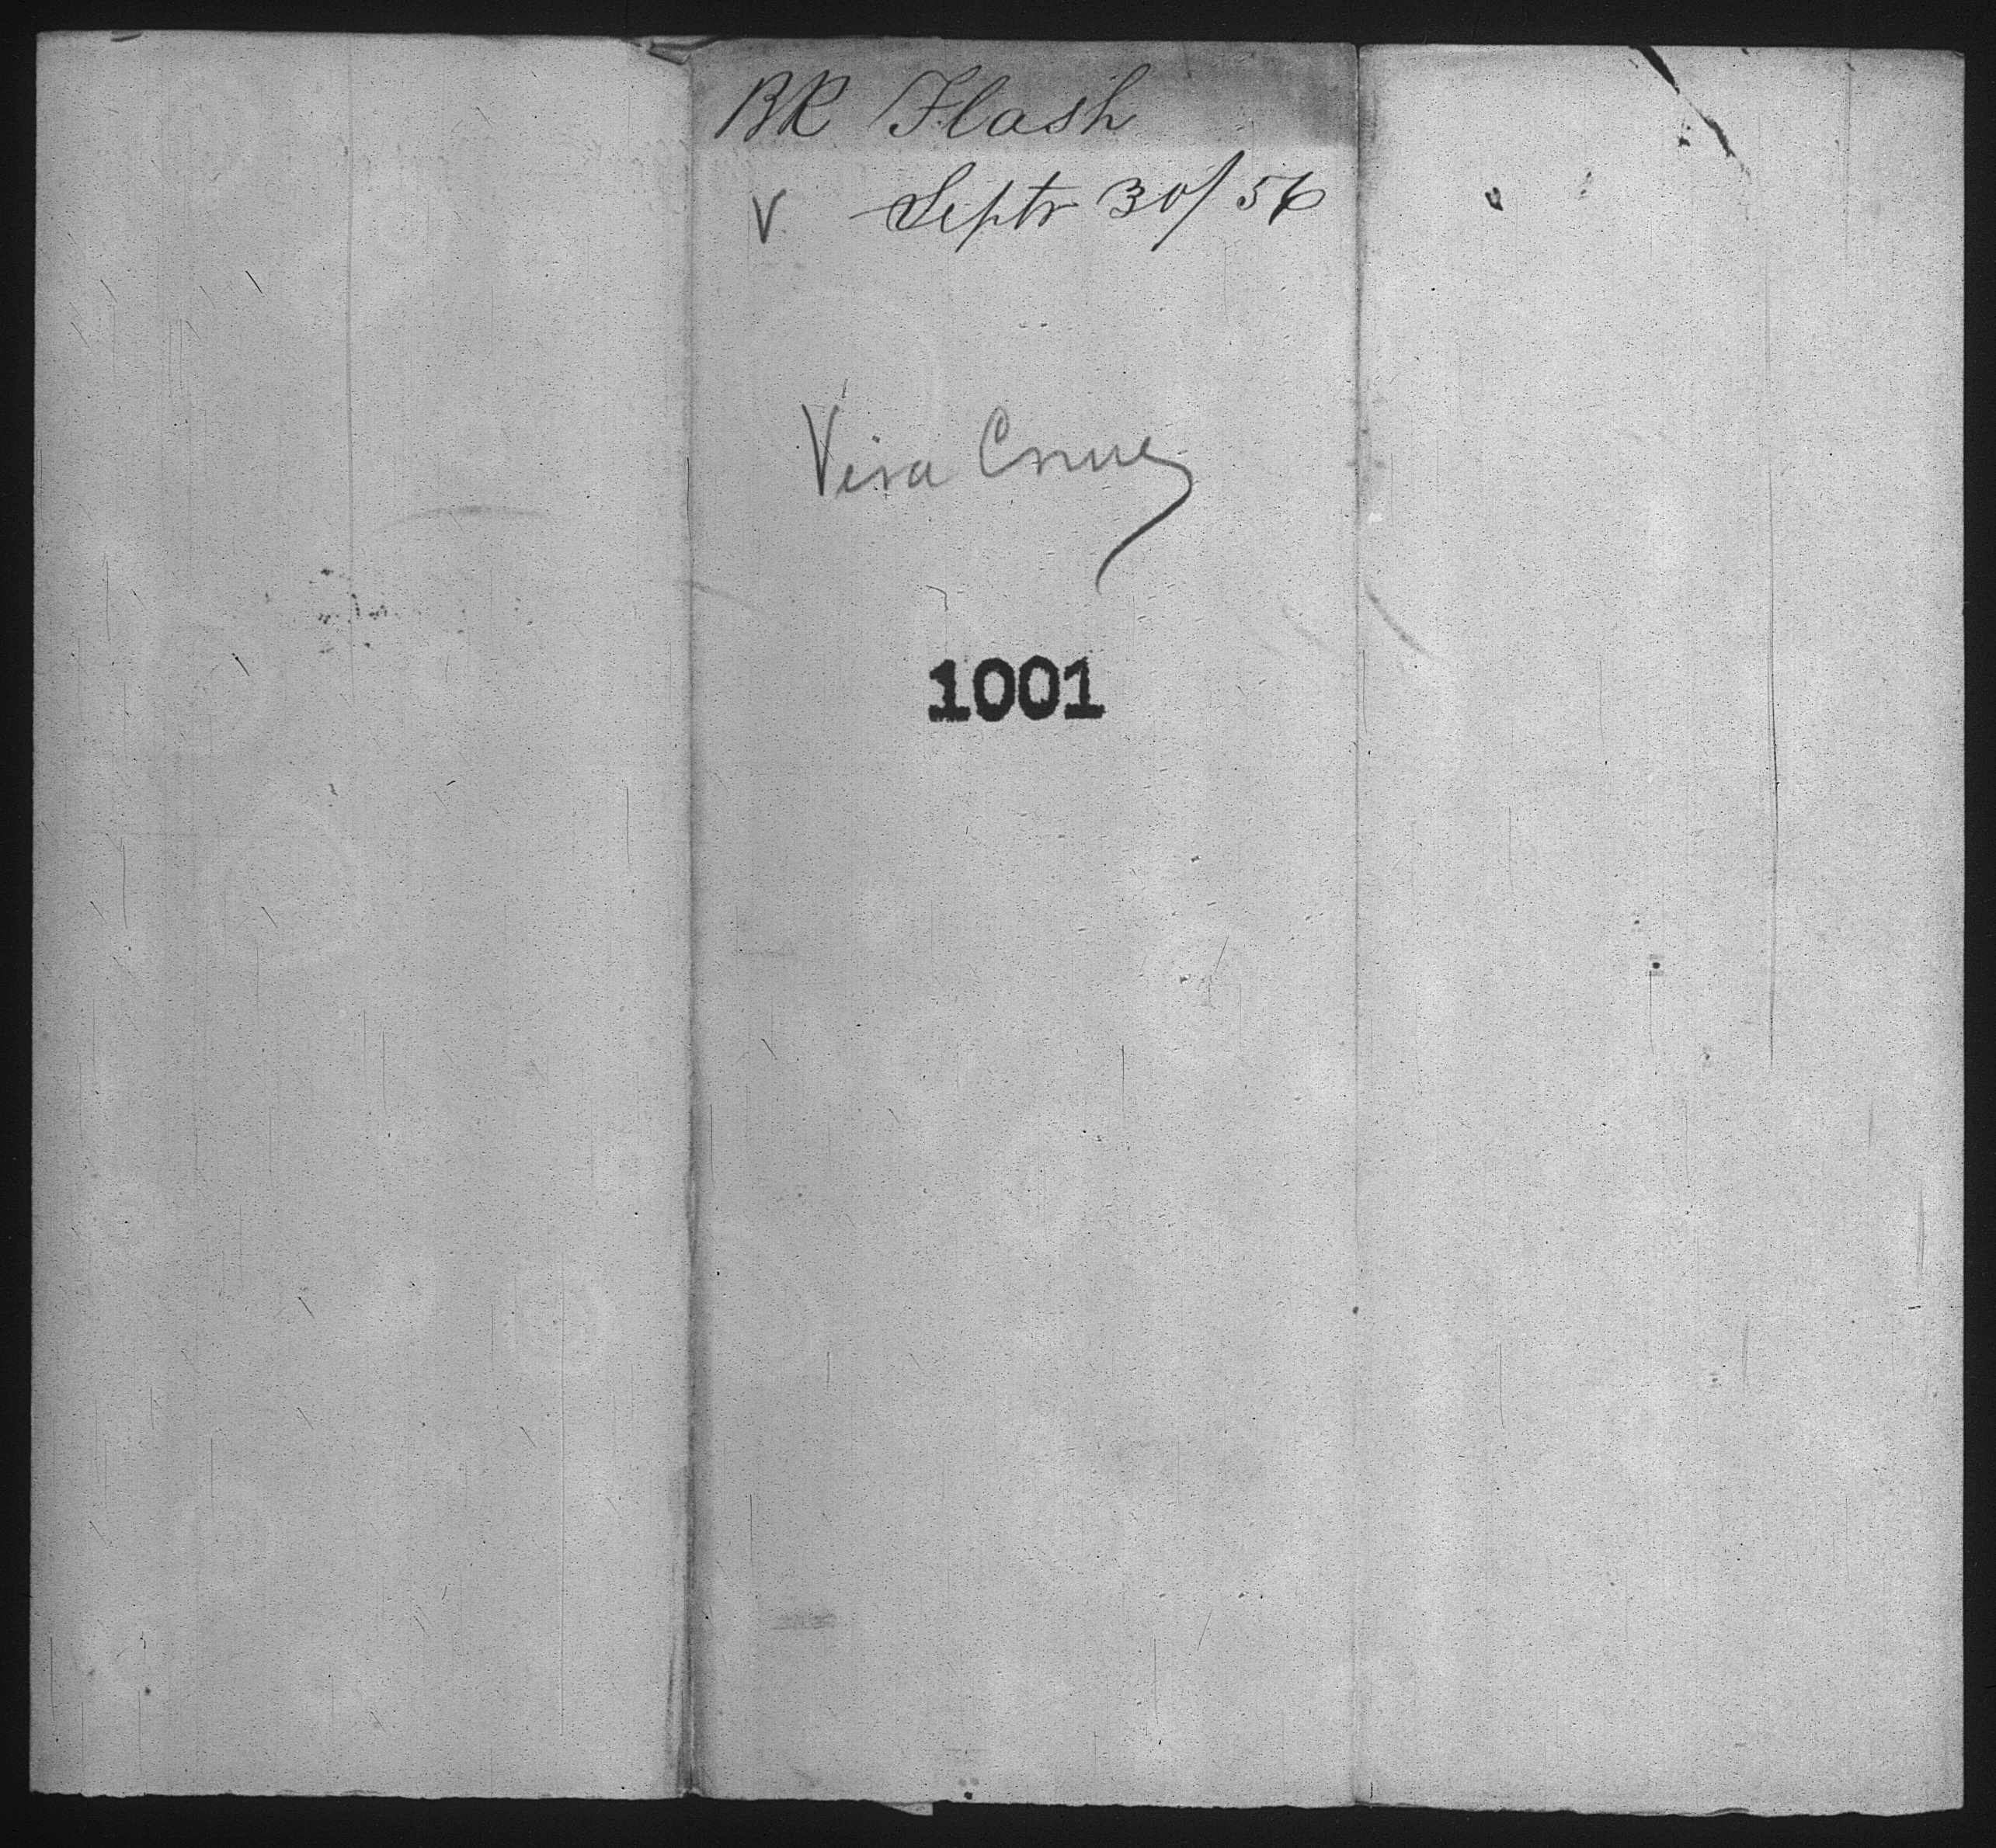 BK Flash
V Septr 30/56
Vera Cruz
1001